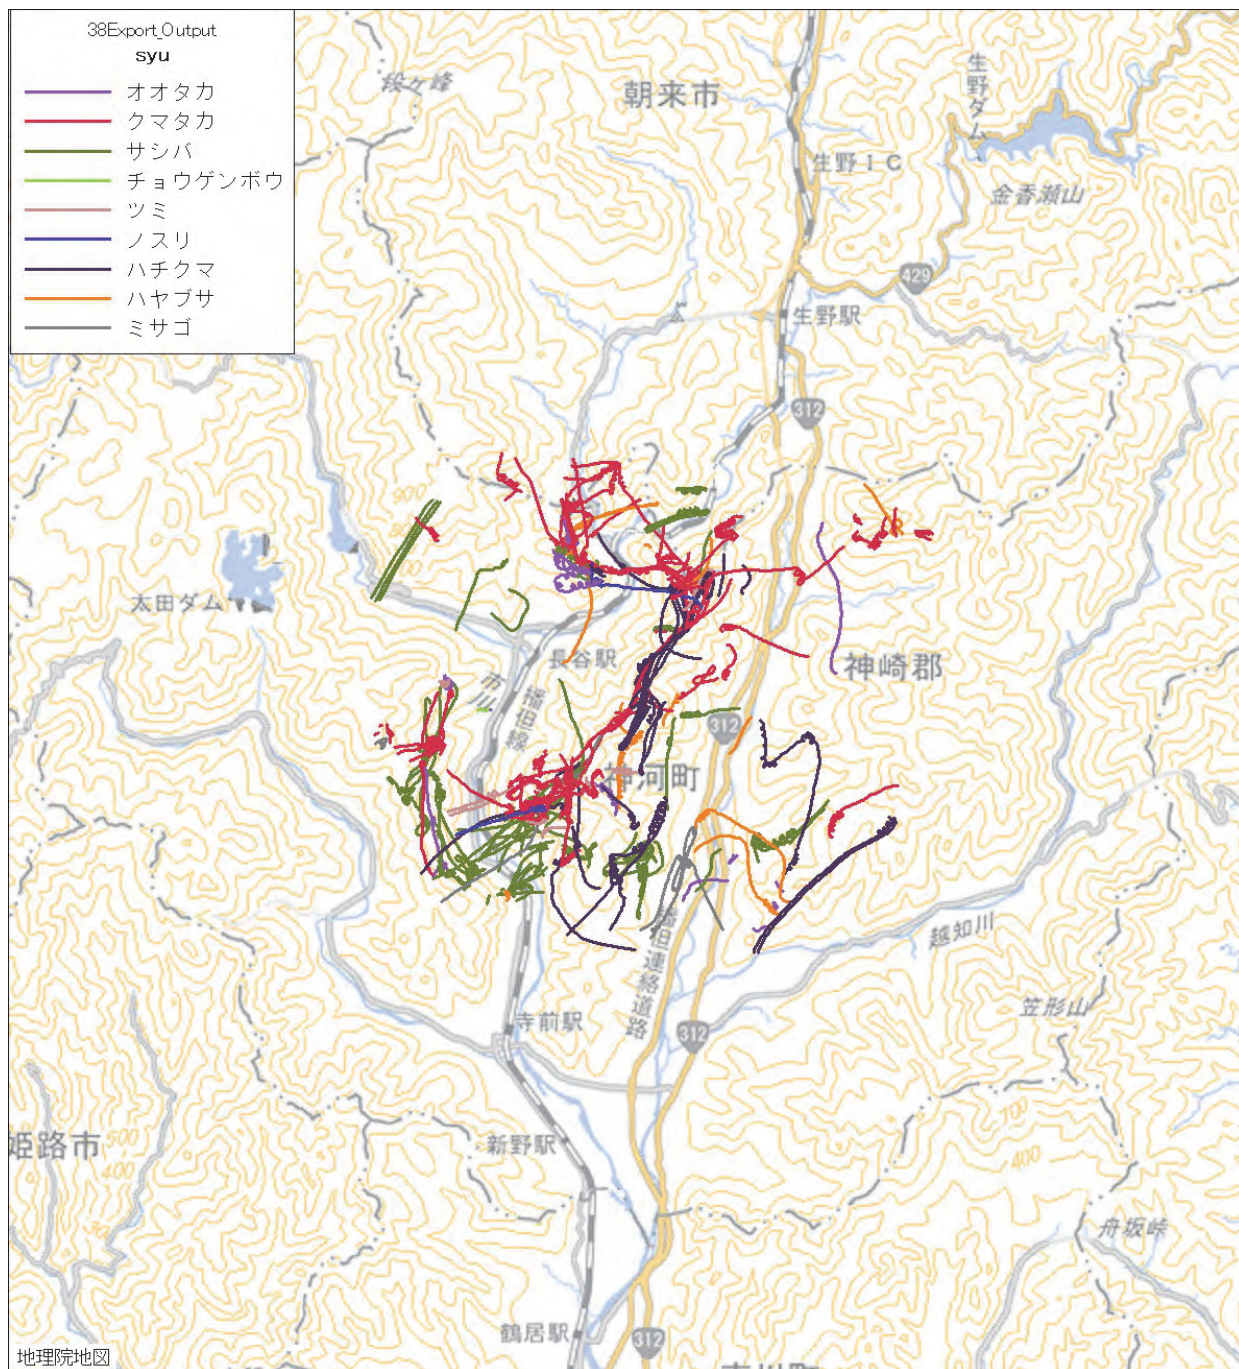 38Export_Output
syu
オオタカ
クマタカ
サシバ
チョウゲンボウ
ツミ
ノスリ
ハチクマ
ハヤブサ
ミサゴ
段ヶ峰
朝来市
生野ダム
生野IC
金香瀬山
429
生野駅
312
900
太田ダム
長谷駅
神崎郡
市川
播但線
312
神河町
越知川
播但連絡道路
笠形山
寺前駅
312
700
新野駅
姫路市
500
400
400
舟坂峠
鶴居駅
312
地理院地図